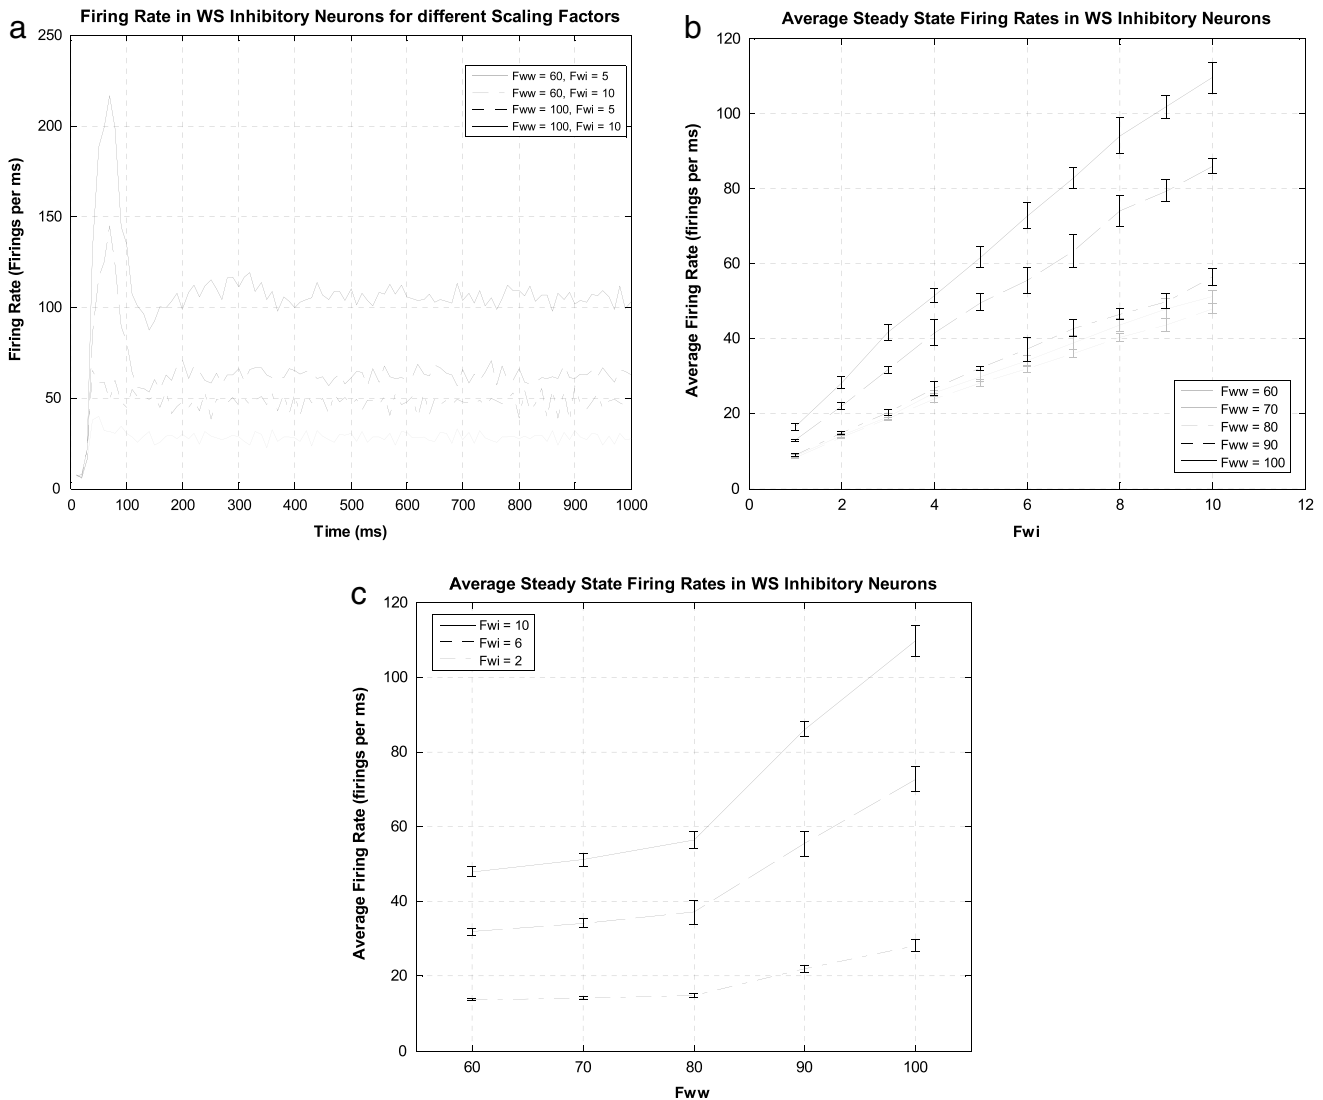 a
Firing Rate in WS Inhibitory Neurons for different Scaling Factors
250
200
150
100
50
0
Firing Rate (Firings per ms)
Fww = 60, Fwi = 5
Fww = 60, Fwi = 10
Fww = 100, Fwi = 5
Fww = 100, Fwi = 10
0 100 200 300 400 500 600 700 800 900 1000
Time (ms)
b
Average Steady State Firing Rates in WS Inhibitory Neurons
120
100
80
60
40
20
0
Average Firing Rate (firings per ms)
Fww = 60
Fww = 70
Fww = 80
Fww = 90
Fww = 100
0 2 4 6 8 10 12
Fwi
c
Average Steady State Firing Rates in WS Inhibitory Neurons
120
100
80
60
40
20
0
Average Firing Rate (firings per ms)
Fwi = 10
Fwi = 6
Fwi = 2
60 70 80 90 100
Fww